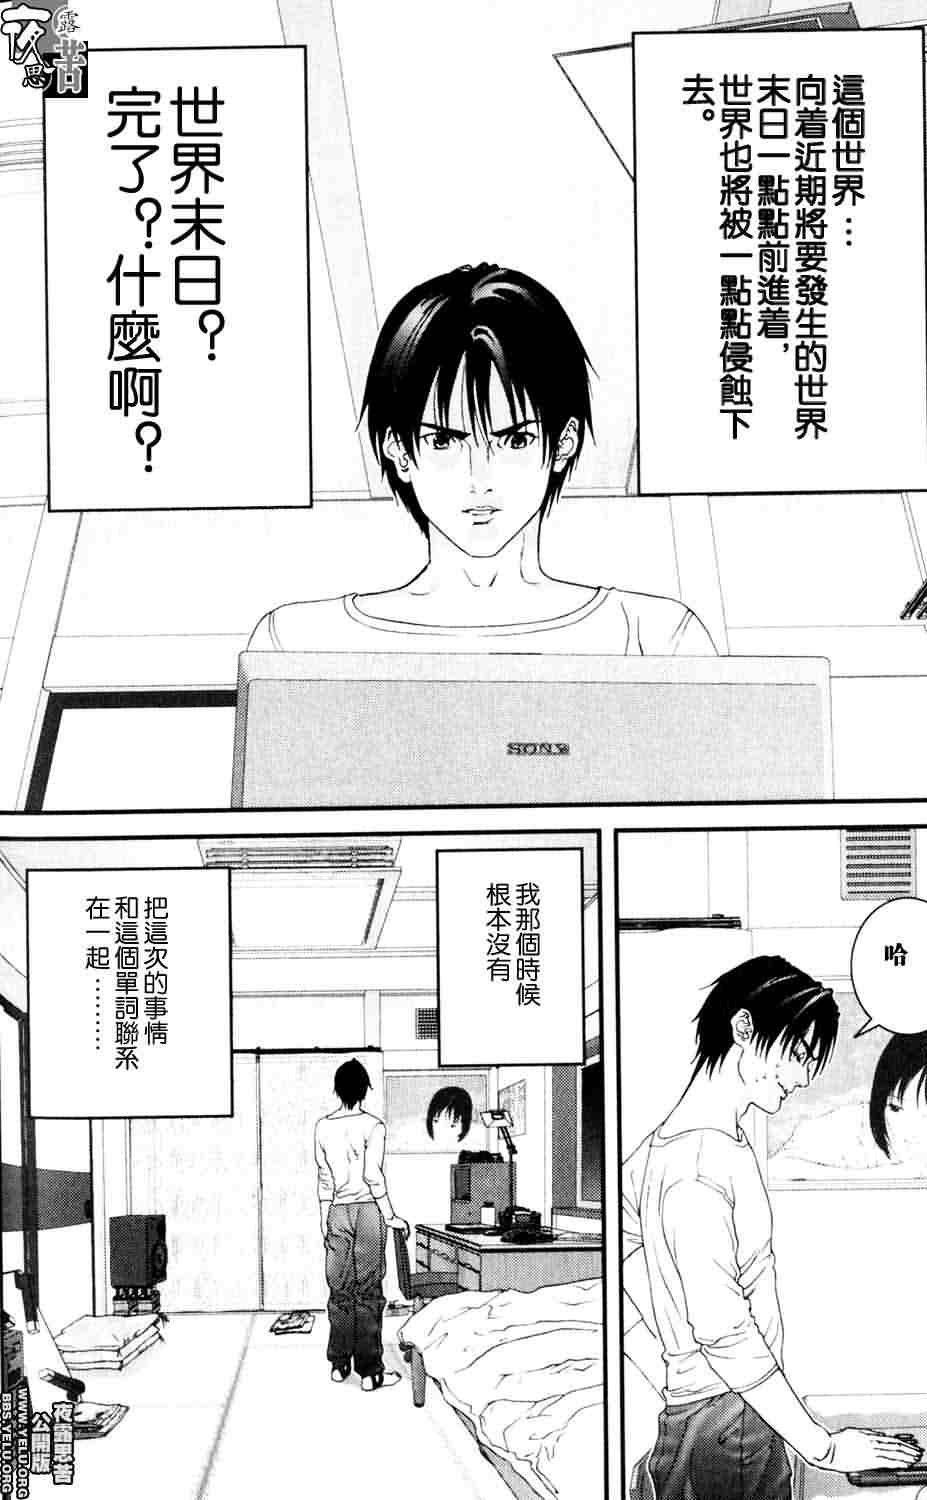 這個世界…
向着近期將要發生的世界
末日一點點前進着，
世界也將被一點點侵蝕下
去。
世界末日？
完了？什麼啊？
SONY
哈
我那個時候
根本沒有
把這次的事情
和這個單詞聯系
在一起………
夜露思苦
夜露思苦
公開版
WWW.YELU.ORG
BBS.YELU.ORG